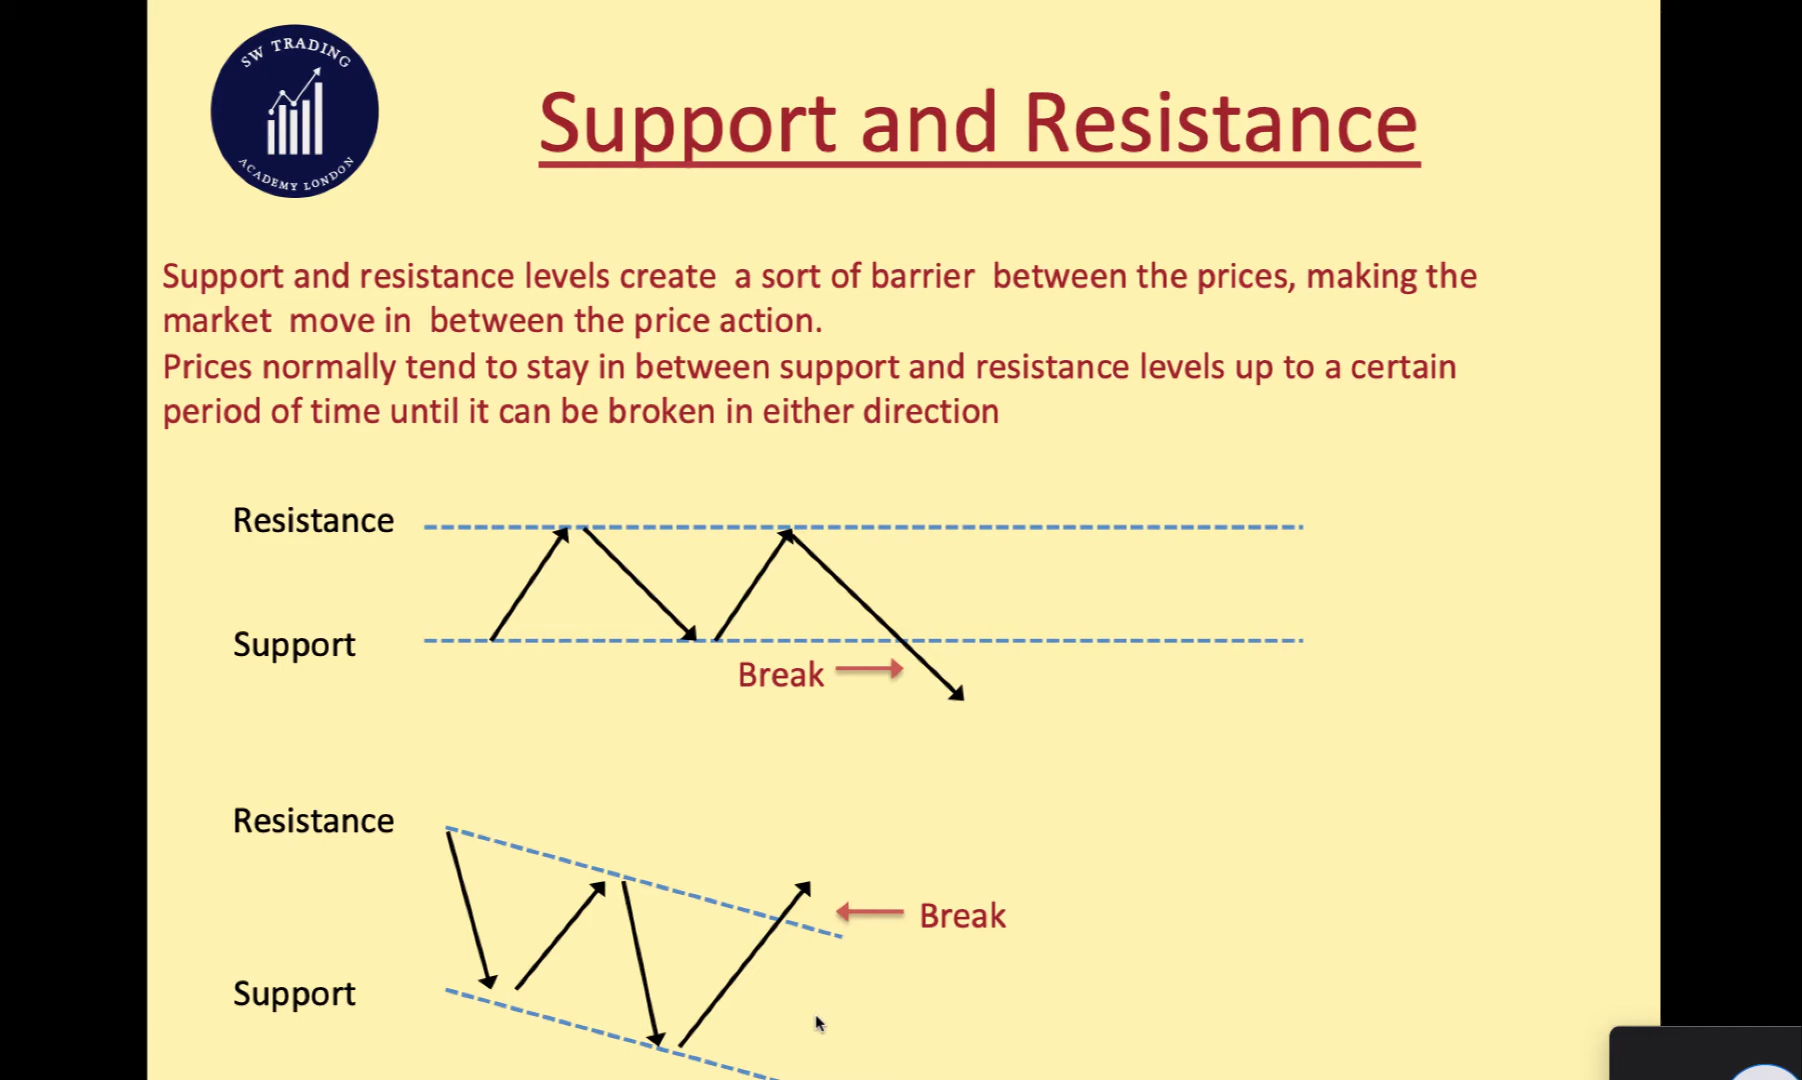 SW TRADING
ACADEMY LONDON
Support and Resistance
Support and resistance levels create a sort of barrier between the prices, making the
market move in between the price action.
Prices normally tend to stay in between support and resistance levels up to a certain
period of time until it can be broken in either direction
Resistance
Support
Break
Resistance
Break
Support